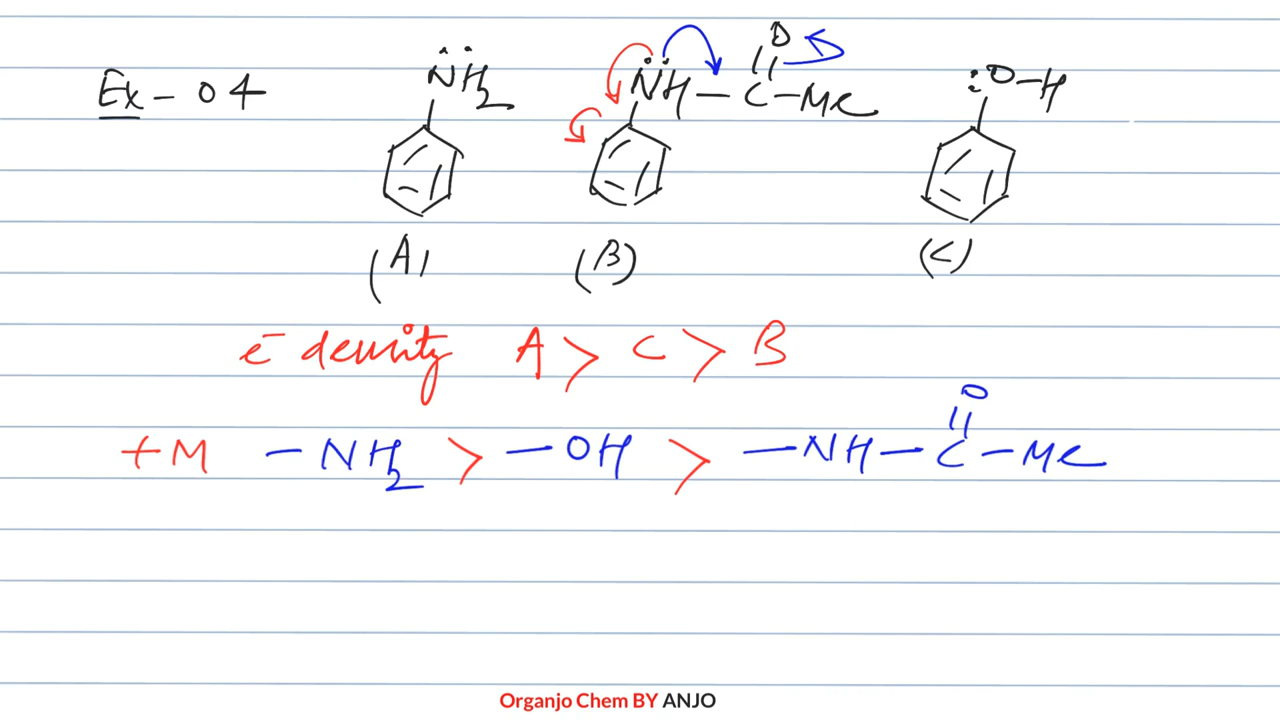 Ex - 04
NH2 NH - C - Me O O - H
(A) (B) (C)
e- density A > C > B
+M - NH2 > - OH > - NH - C - Me O
Organjo Chem BY ANJO